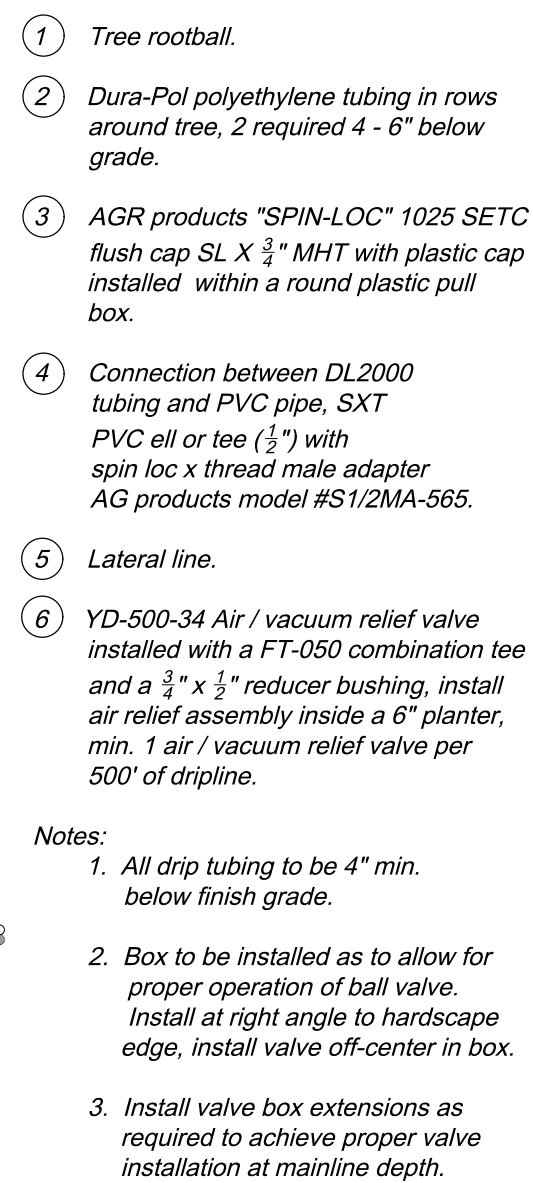 1 Tree rootball.
2 Dura-Pol polyethylene tubing in rows
around tree, 2 required 4 - 6" below
grade.
3 AGR products "SPIN-LOC" 1025 SETC
flush cap SL X 3/4" MHT with plastic cap
installed within a round plastic pull
box.
4 Connection between DL2000
tubing and PVC pipe, SXT
PVC ell or tee (1/2") with
spin loc x thread male adapter
AG products model #S1/2MA-565.
5 Lateral line.
6 YD-500-34 Air / vacuum relief valve
installed with a FT-050 combination tee
and a 3/4" x 1/2" reducer bushing, install
air relief assembly inside a 6" planter,
min. 1 air / vacuum relief valve per
500' of dripline.
Notes:
1. All drip tubing to be 4" min.
below finish grade.
2. Box to be installed as to allow for
proper operation of ball valve.
Install at right angle to hardscape
edge, install valve off-center in box.
3. Install valve box extensions as
required to achieve proper valve
installation at mainline depth.